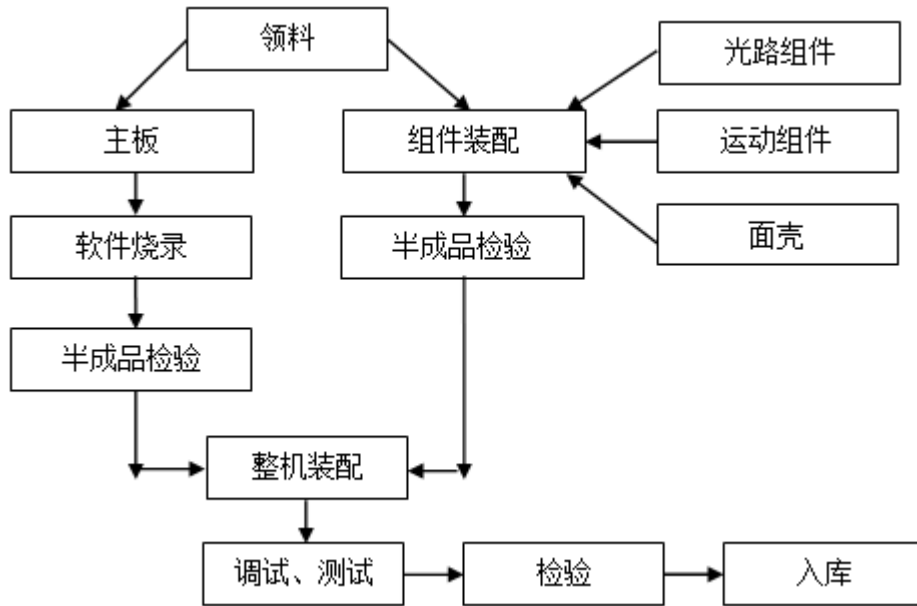 领料
光路组件
主板
组件装配
运动组件
软件烧录
半成品检验
面壳
半成品检验
整机装配
调试、测试
检验
入库